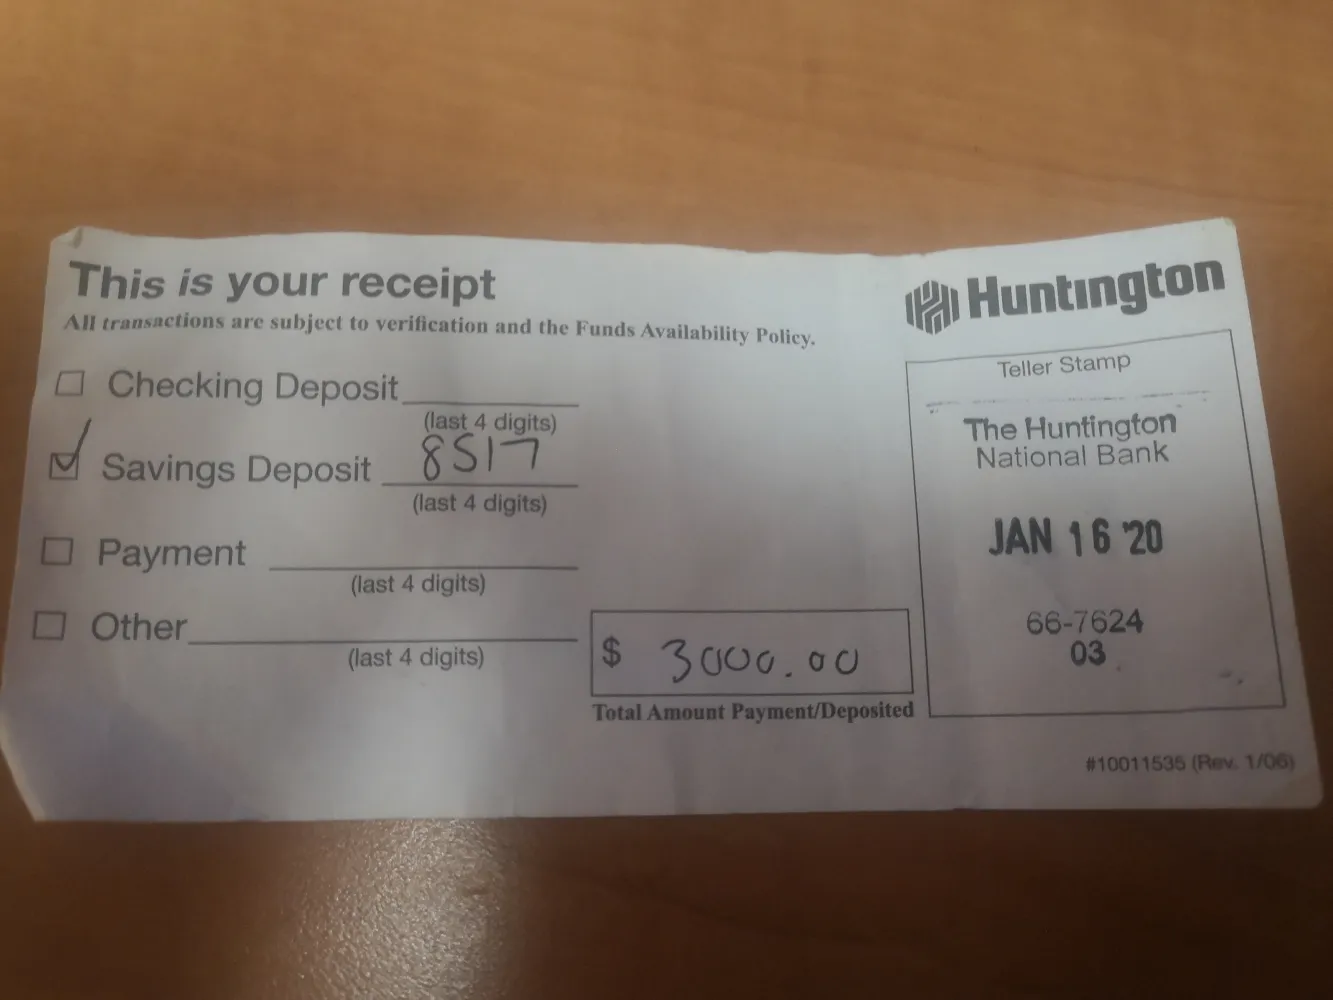 This is your receipt
All transactions are subject to verification and the Funds Availability Policy.
Checking Deposit
(last 4 digits)
Savings Deposit 8517
(last 4 digits)
Payment
(last 4 digits)
Other
(last 4 digits)
$ 3000.00
Total Amount Payment/Deposited
Huntington
Teller Stamp
The Huntington
National Bank
JAN 16 '20
66-7624
03
#10011535 (Rev. 1/06)